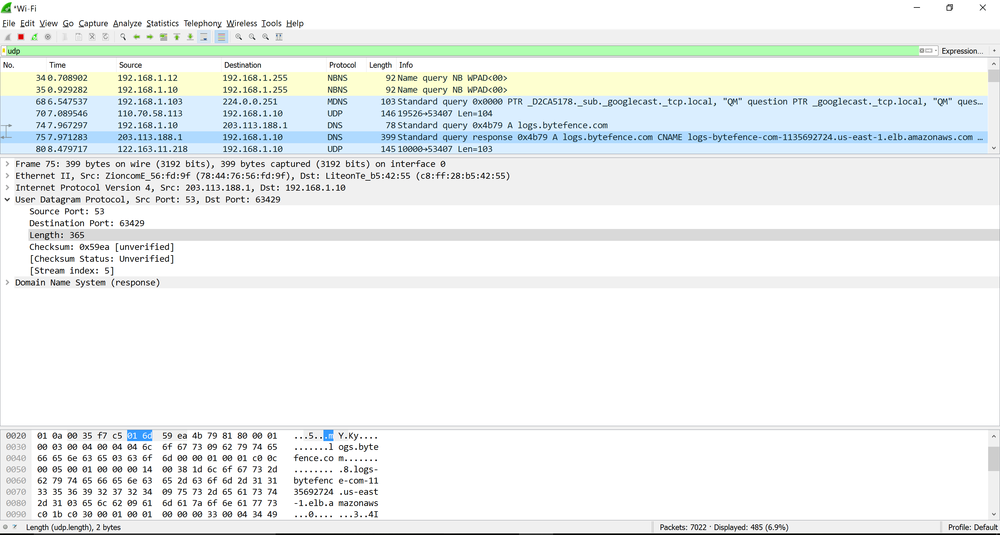 *Wi-Fi
File Edit View Go Capture Analyze Statistics Telephony Wireless Tools Help
udp Expression... +
No. Time Source Destination Protocol Length Info
34 0.708902 192.168.1.12 192.168.1.255 NBNS 92 Name query NB WPAD<00>
35 0.929282 192.168.1.10 192.168.1.255 NBNS 92 Name query NB WPAD<00>
68 6.547537 192.168.1.103 224.0.0.251 MDNS 103 Standard query 0x0000 PTR _D2CA5178._sub._googlecast._tcp.local, "QM" question PTR _googlecast._tcp.local, "QM" ques...
70 7.089546 110.70.58.113 192.168.1.10 UDP 146 19526→53407 Len=104
74 7.967297 192.168.1.10 203.113.188.1 DNS 78 Standard query 0x4b79 A logs.bytefence.com
75 7.971283 203.113.188.1 192.168.1.10 DNS 399 Standard query response 0x4b79 A logs.bytefence.com CNAME logs-bytefence-com-1135692724.us-east-1.elb.amazonaws.com ...
80 8.479717 122.163.11.218 192.168.1.10 UDP 145 10000→53407 Len=103
Frame 75: 399 bytes on wire (3192 bits), 399 bytes captured (3192 bits) on interface 0
Ethernet II, Src: ZioncomE_56:fd:9f (78:44:76:56:fd:9f), Dst: LiteonTe_b5:42:55 (c8:ff:28:b5:42:55)
Internet Protocol Version 4, Src: 203.113.188.1, Dst: 192.168.1.10
User Datagram Protocol, Src Port: 53, Dst Port: 63429
Source Port: 53
Destination Port: 63429
Length: 365
Checksum: 0x59ea [unverified]
[Checksum Status: Unverified]
[Stream index: 5]
Domain Name System (response)
0020 01 0a 00 35 f7 c5 01 6d 59 ea 4b 79 81 80 00 01 ...5...m Y.Ky....
0030 00 03 00 04 00 04 04 6c 6f 67 73 09 62 79 74 65 .......l ogs.byte
0040 66 65 6e 63 65 03 63 6f 6d 00 00 01 00 01 c0 0c fence.co m.......
0050 00 05 00 01 00 00 00 14 00 38 1d 6c 6f 67 73 2d ........ .8.logs-
0060 62 79 74 65 66 65 6e 63 65 2d 63 6f 6d 2d 31 31 bytefenc e-com-11
0070 33 35 36 39 32 37 32 34 09 75 73 2d 65 61 73 74 35692724 .us-east
0080 2d 31 03 65 6c 62 09 61 6d 61 7a 6f 6e 61 77 73 -1.elb.a mazonaws
0090 c0 1b c0 30 00 01 00 01 00 00 00 33 00 04 34 49 ...0.... ...3..4I
Length (udp.length), 2 bytes Packets: 7022 · Displayed: 485 (6.9%) Profile: Default